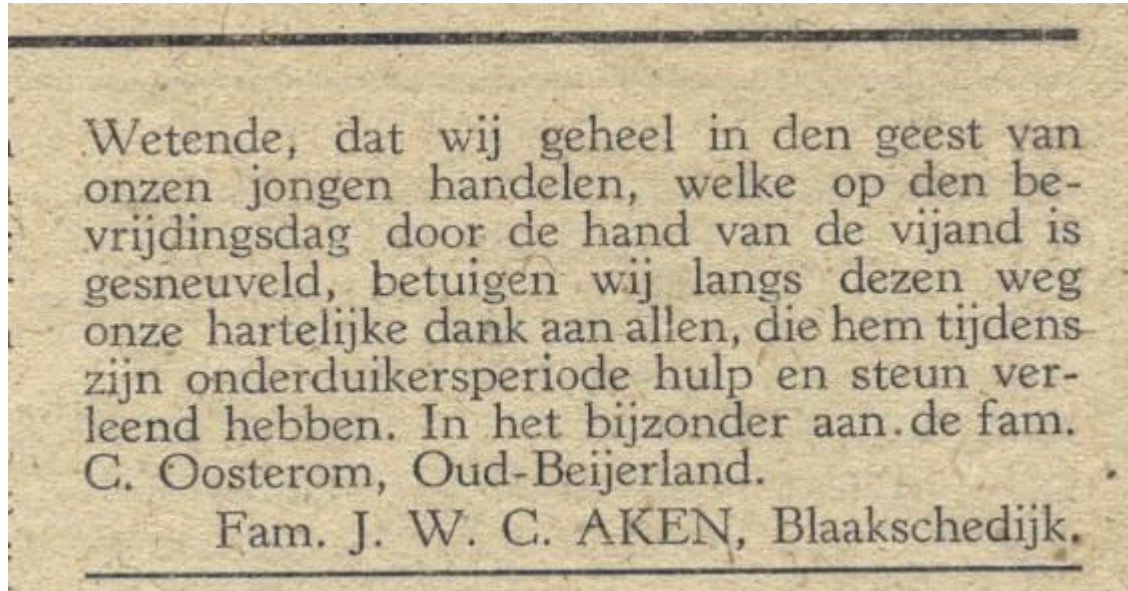 Wetende, dat wij geheel in den geest van
onzen jongen handelen, welke op den be-
vrijdingsdag door de hand van de vijand is
gesneuveld, betuigen wij langs dezen weg
onze hartelijke dank aan allen, die hem tijdens
zijn onderduikersperiode hulp en steun ver-
leend hebben. In het bijzonder aan de fam.
C. Oosterom, Oud-Beijerland.
Fam. J. W. C. AKEN, Blaakschedijk.